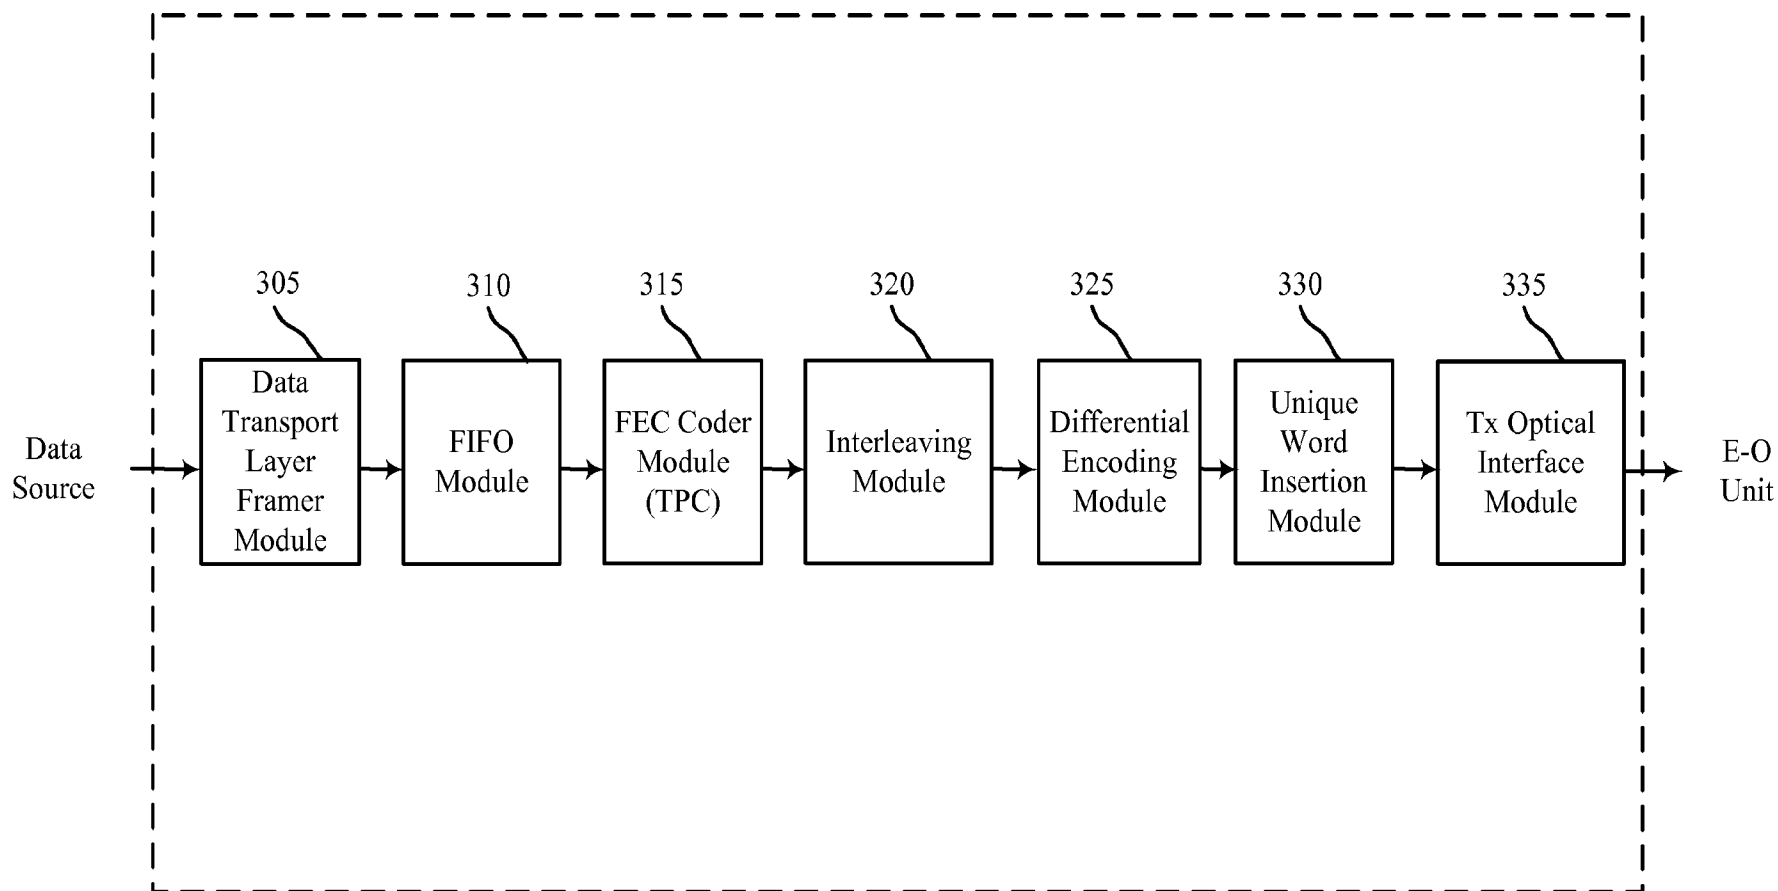 305
310
315
320
325
330
335
Data
Source
Data
Transport
Layer
Framer
Module
FIFO
Module
FEC Coder
Module
(TPC)
Interleaving
Module
Differential
Encoding
Module
Unique
Word
Insertion
Module
Tx Optical
Interface
Module
E-O
Unit